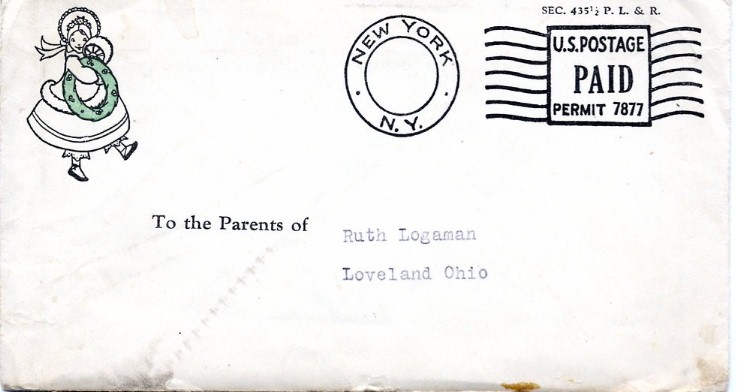 SEC. 435½ P. L. & R.
NEW YORK
N. Y.
U.S. POSTAGE
PAID
PERMIT 7877
To the Parents of
Ruth Logaman
Loveland Ohio